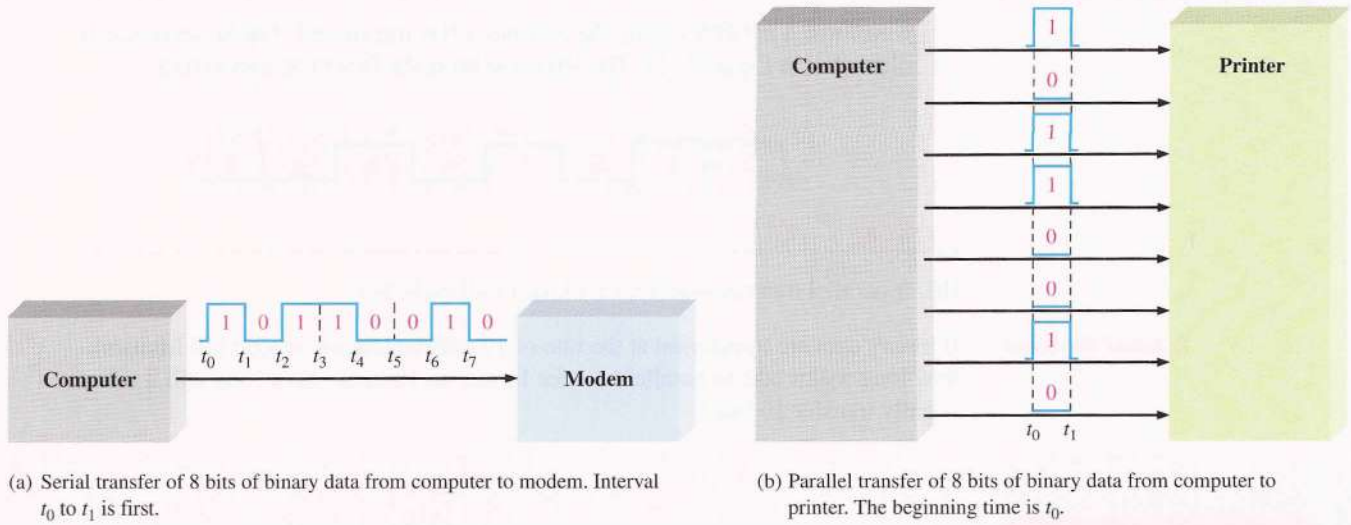 Computer
1 0 1 1 0 0 1 0
t0 t1 t2 t3 t4 t5 t6 t7
Modem
(a) Serial transfer of 8 bits of binary data from computer to modem. Interval
t0 to t1 is first.
Computer
1
0
1
1
0
0
1
0
t0 t1
Printer
(b) Parallel transfer of 8 bits of binary data from computer to
printer. The beginning time is t0.